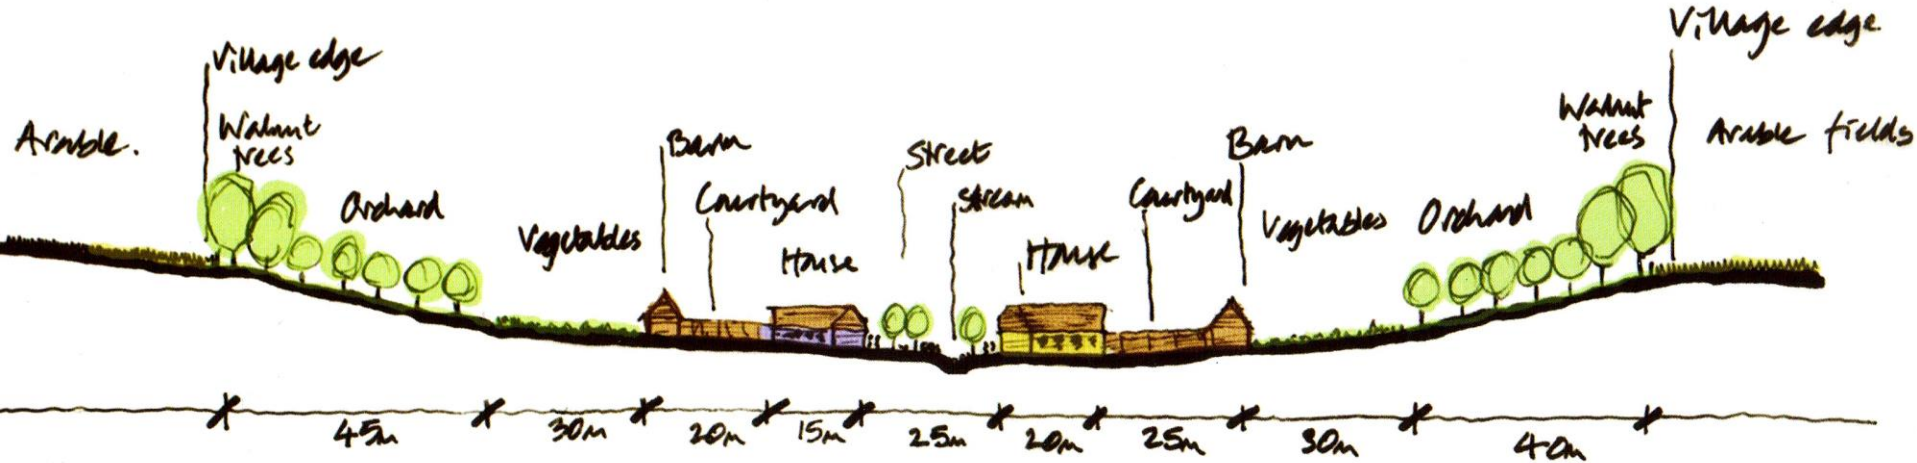 Village edge
Village edge
Arable.
Walnut
trees
Orchard
Vegetables
Barn
Courtyard
House
Street
Stream
House
Courtyard
Barn
Vegetables
Orchard
Walnut
trees
Arable fields
45m
30m
20m
15m
25m
20m
25m
30m
40m